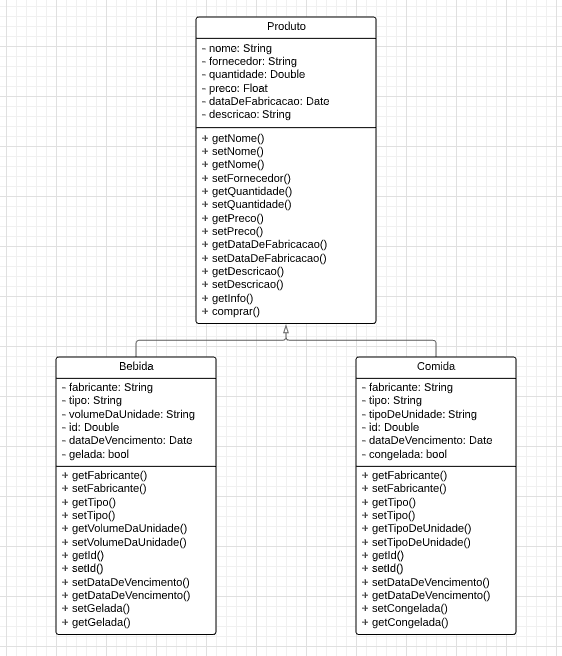 Produto
- nome: String
- fornecedor: String
- quantidade: Double
- preco: Float
- dataDeFabricacao: Date
- descricao: String
+ getNome()
+ setNome()
+ getNome()
+ setFornecedor()
+ getQuantidade()
+ setQuantidade()
+ getPreco()
+ setPreco()
+ getDataDeFabricacao()
+ setDataDeFabricacao()
+ getDescricao()
+ setDescricao()
+ getInfo()
+ comprar()
Bebida
- fabricante: String
- tipo: String
- volumeDaUnidade: String
- id: Double
- dataDeVencimento: Date
- gelada: bool
+ getFabricante()
+ setFabricante()
+ getTipo()
+ setTipo()
+ getVolumeDaUnidade()
+ setVolumeDaUnidade()
+ getId()
+ setId()
+ setDataDeVencimento()
+ getDataDeVencimento()
+ setGelada()
+ getGelada()
Comida
- fabricante: String
- tipo: String
- tipoDeUnidade: String
- id: Double
- dataDeVencimento: Date
- congelada: bool
+ getFabricante()
+ setFabricante()
+ getTipo()
+ setTipo()
+ getTipoDeUnidade()
+ setTipoDeUnidade()
+ getId()
+ setId()
+ setDataDeVencimento()
+ getDataDeVencimento()
+ setCongelada()
+ getCongelada()